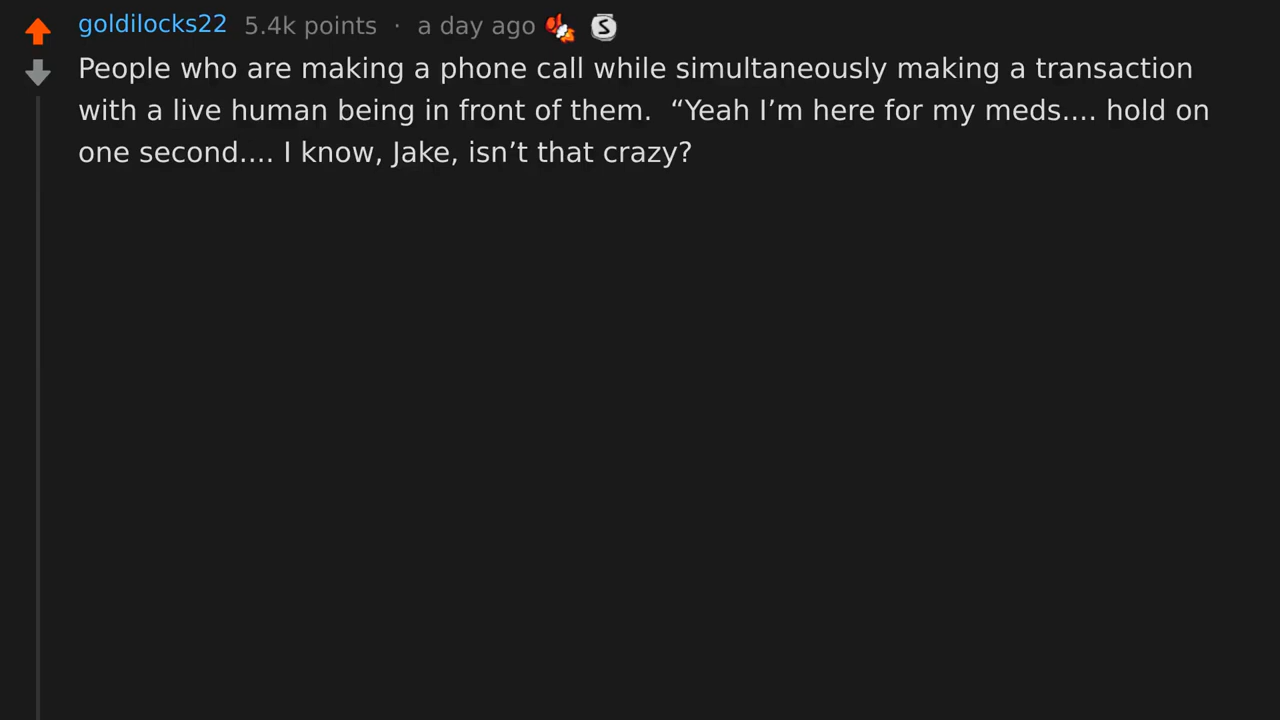 goldilocks22 5.4k points · a day ago S
People who are making a phone call while simultaneously making a transaction
with a live human being in front of them.  “Yeah I’m here for my meds.... hold on
one second.... I know, Jake, isn’t that crazy?